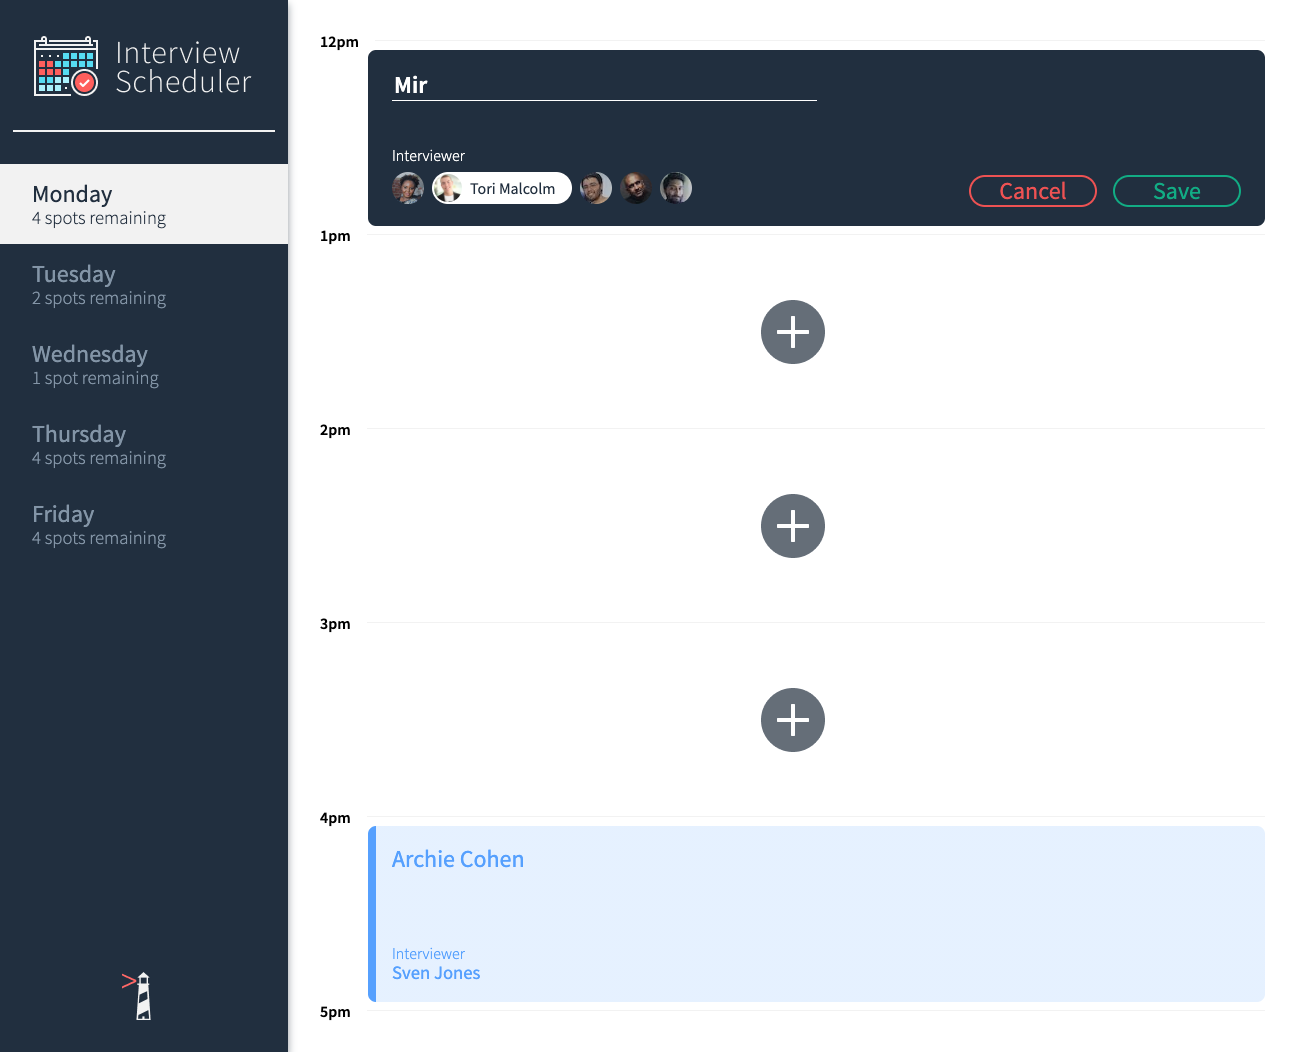 Interview
Scheduler
Monday
4 spots remaining
Tuesday
2 spots remaining
Wednesday
1 spot remaining
Thursday
4 spots remaining
Friday
4 spots remaining
12pm
Mir
Interviewer
Tori Malcolm
Cancel
Save
1pm
2pm
3pm
4pm
Archie Cohen
Interviewer
Sven Jones
5pm